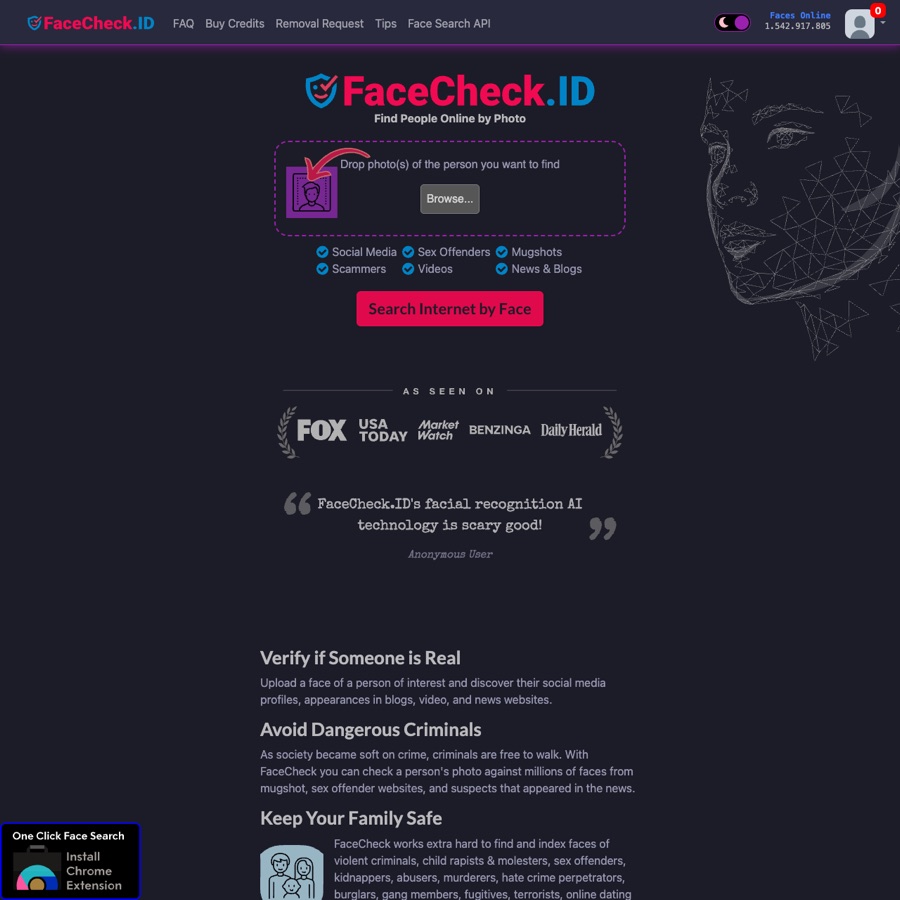 FaceCheck.ID FAQ Buy Credits Removal Request Tips Face Search API
Faces Online
1.542.917.805
0
FaceCheck.ID
Find People Online by Photo
Drop photo(s) of the person you want to find
Browse...
Social Media Sex Offenders Mugshots
Scammers Videos News & Blogs
Search Internet by Face
AS SEEN ON
FOX USA TODAY Market Watch BENZINGA Daily Herald
“ FaceCheck.ID's facial recognition AI
technology is scary good! ”
Anonymous User
Verify if Someone is Real
Upload a face of a person of interest and discover their social media
profiles, appearances in blogs, video, and news websites.
Avoid Dangerous Criminals
As society became soft on crime, criminals are free to walk. With
FaceCheck you can check a person's photo against millions of faces from
mugshot, sex offender websites, and suspects that appeared in the news.
Keep Your Family Safe
FaceCheck works extra hard to find and index faces of
violent criminals, child rapists & molesters, sex offenders,
kidnappers, abusers, murderers, hate crime perpetrators,
burglars, gang members, fugitives, terrorists, online dating
One Click Face Search
Install
Chrome
Extension